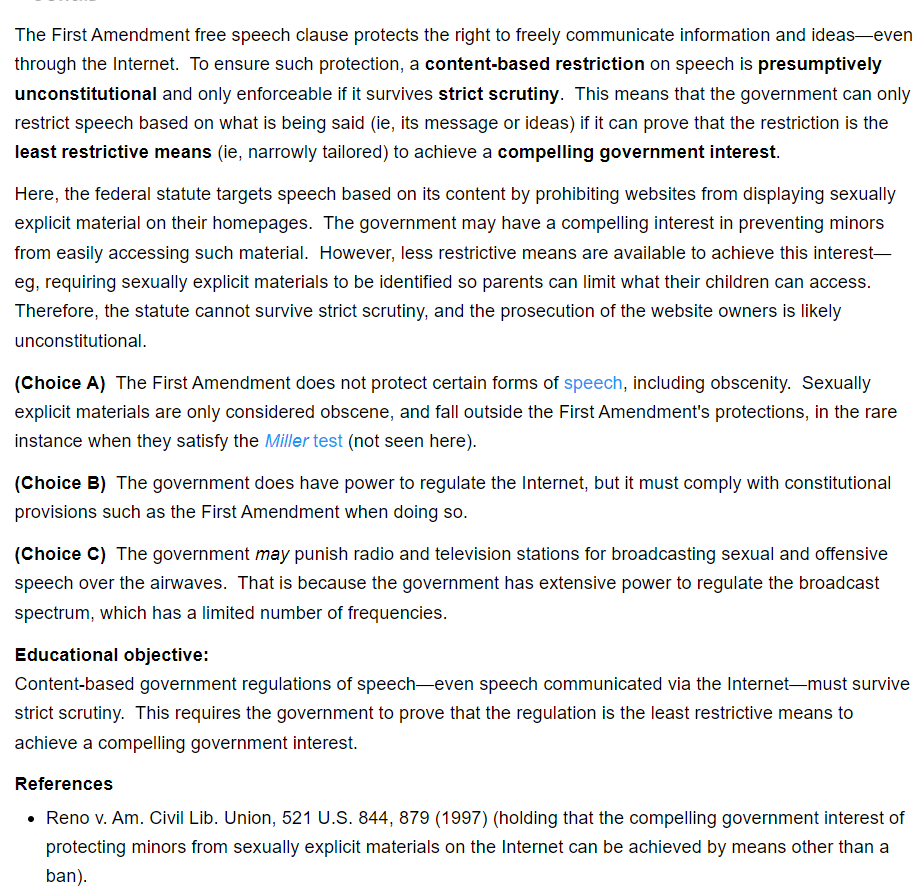 The First Amendment free speech clause protects the right to freely communicate information and ideas—even
through the Internet.  To ensure such protection, a content-based restriction on speech is presumptively
unconstitutional and only enforceable if it survives strict scrutiny.  This means that the government can only
restrict speech based on what is being said (ie, its message or ideas) if it can prove that the restriction is the
least restrictive means (ie, narrowly tailored) to achieve a compelling government interest.
Here, the federal statute targets speech based on its content by prohibiting websites from displaying sexually
explicit material on their homepages.  The government may have a compelling interest in preventing minors
from easily accessing such material.  However, less restrictive means are available to achieve this interest—
eg, requiring sexually explicit materials to be identified so parents can limit what their children can access.
Therefore, the statute cannot survive strict scrutiny, and the prosecution of the website owners is likely
unconstitutional.
(Choice A)  The First Amendment does not protect certain forms of speech, including obscenity.  Sexually
explicit materials are only considered obscene, and fall outside the First Amendment's protections, in the rare
instance when they satisfy the Miller test (not seen here).
(Choice B)  The government does have power to regulate the Internet, but it must comply with constitutional
provisions such as the First Amendment when doing so.
(Choice C)  The government may punish radio and television stations for broadcasting sexual and offensive
speech over the airwaves.  That is because the government has extensive power to regulate the broadcast
spectrum, which has a limited number of frequencies.
Educational objective:
Content-based government regulations of speech—even speech communicated via the Internet—must survive
strict scrutiny.  This requires the government to prove that the regulation is the least restrictive means to
achieve a compelling government interest.
References
• Reno v. Am. Civil Lib. Union, 521 U.S. 844, 879 (1997) (holding that the compelling government interest of
protecting minors from sexually explicit materials on the Internet can be achieved by means other than a
ban).